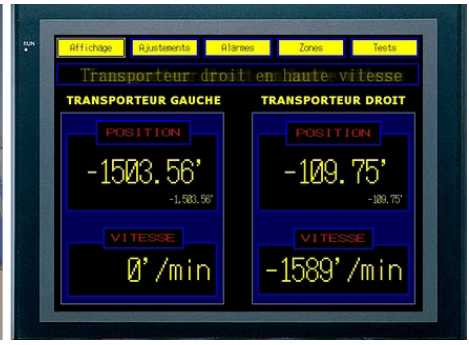 RUN
Affichage Ajustements Alarmes Zones Tests
Transporteur droit en haute vitesse
TRANSPORTEUR GAUCHE TRANSPORTEUR DROIT
POSITION POSITION
-1503.56' -109.75'
-1,503.56' -109.75'
VITESSE VITESSE
0'/min -1589'/min